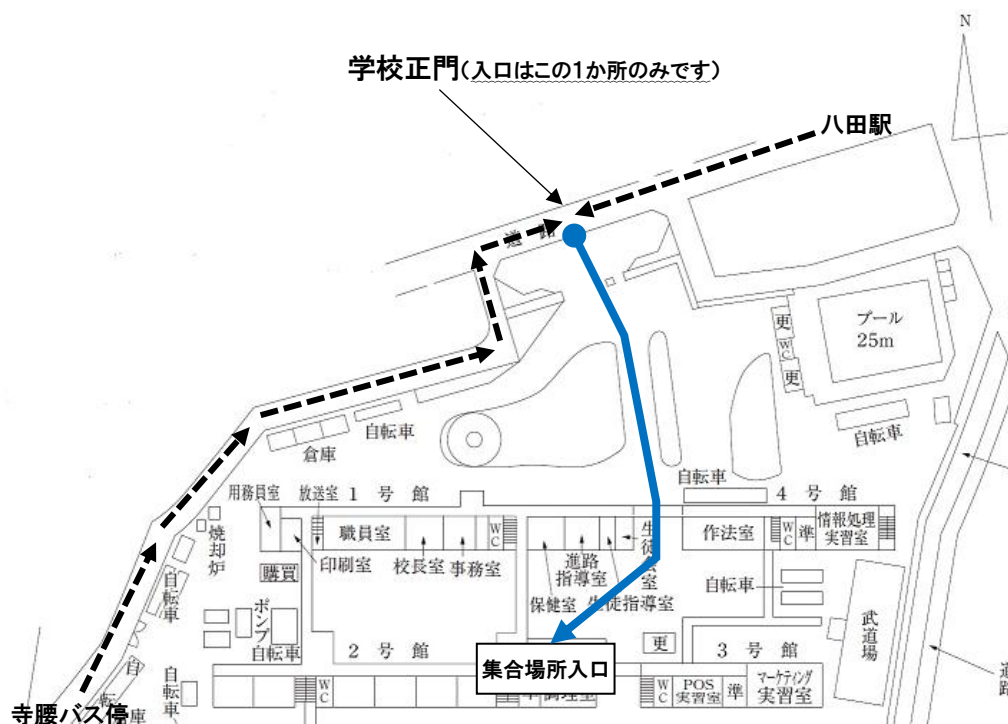 N
学校正門(入口はこの1か所のみです)
八田駅
道路
プール
25m
更
WC
更
自転車
自転車
倉庫
自転車
用務員室
放送室
1号館
4号館
焼却炉
職員室
WC
作法室
WC
準
情報処理
実習室
印刷室
校長室
事務室
進路
指導室
購買
保健室
生徒指導室
自転車
自転車
ポンプ
武道場
自転車
2号館
更
3号館
集合場所入口
自転車
WC
WC
POS
実習室
準
マーケティング
実習室
道路
寺腰バス停